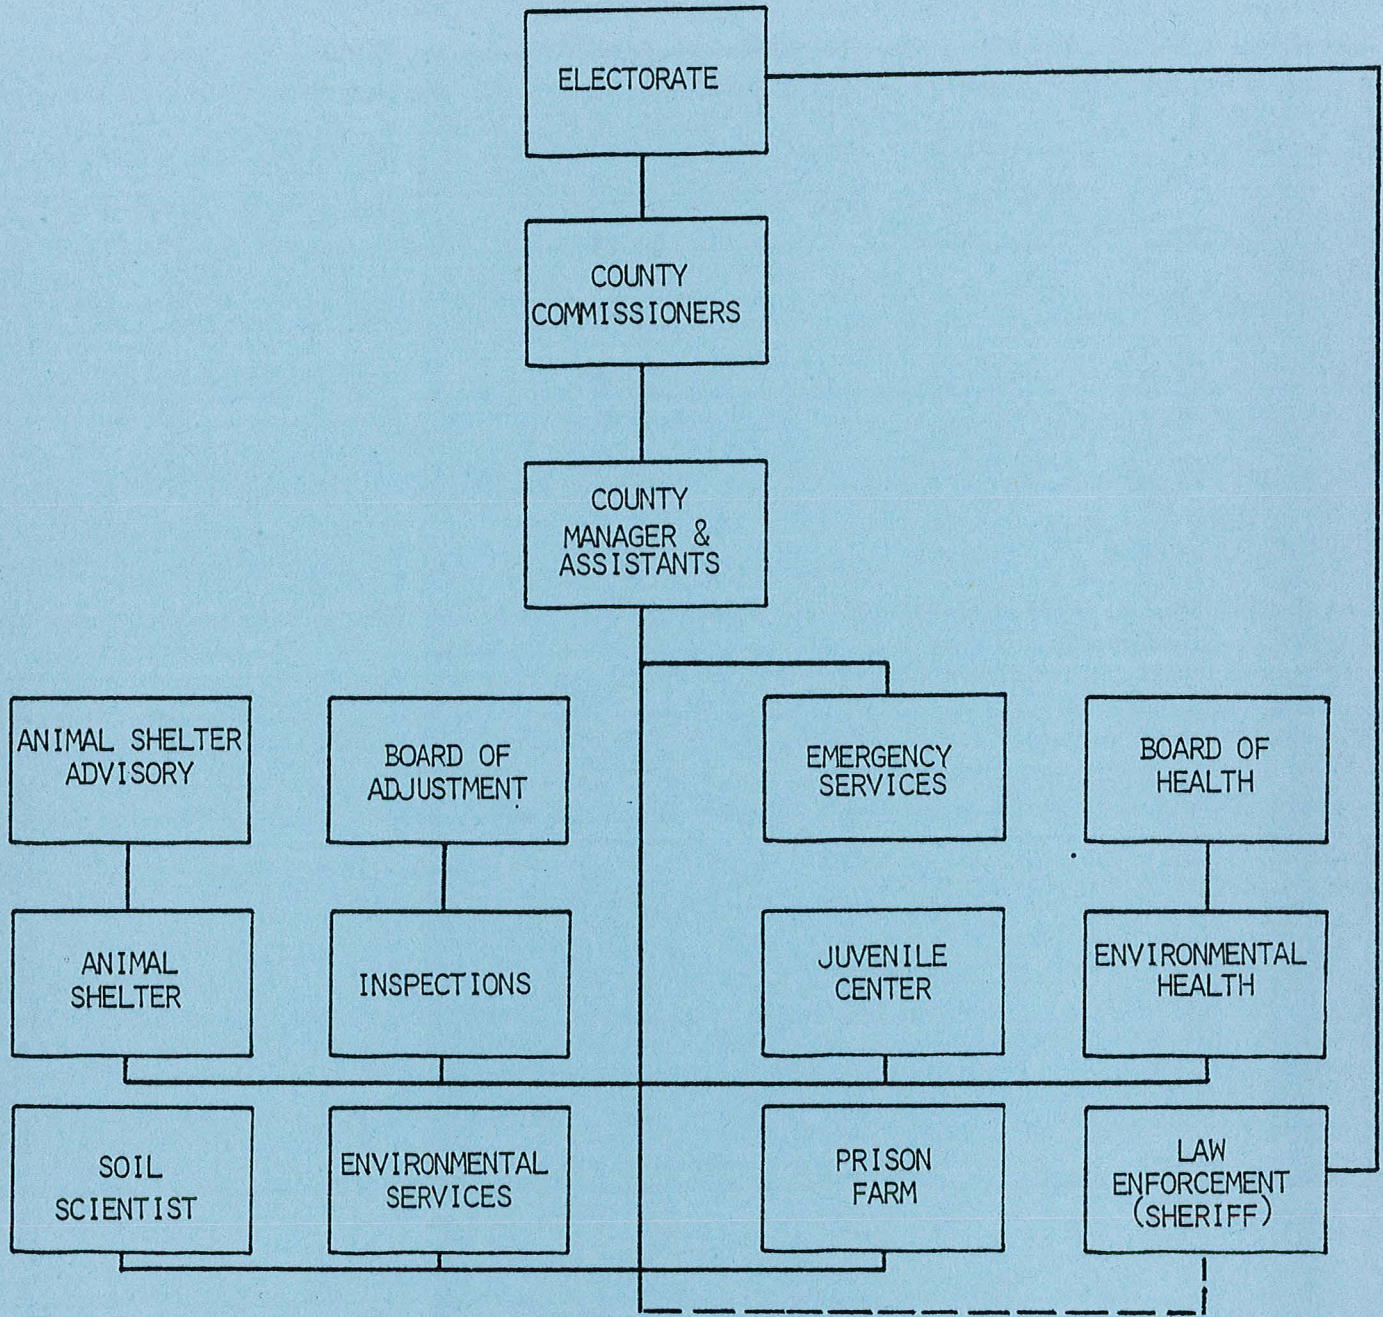 ELECTORATE
COUNTY
COMMISSIONERS
COUNTY
MANAGER &
ASSISTANTS
ANIMAL SHELTER
ADVISORY
BOARD OF
ADJUSTMENT
EMERGENCY
SERVICES
BOARD OF
HEALTH
ANIMAL
SHELTER
INSPECTIONS
JUVENILE
CENTER
ENVIRONMENTAL
HEALTH
SOIL
SCIENTIST
ENVIRONMENTAL
SERVICES
PRISON
FARM
LAW
ENFORCEMENT
(SHERIFF)